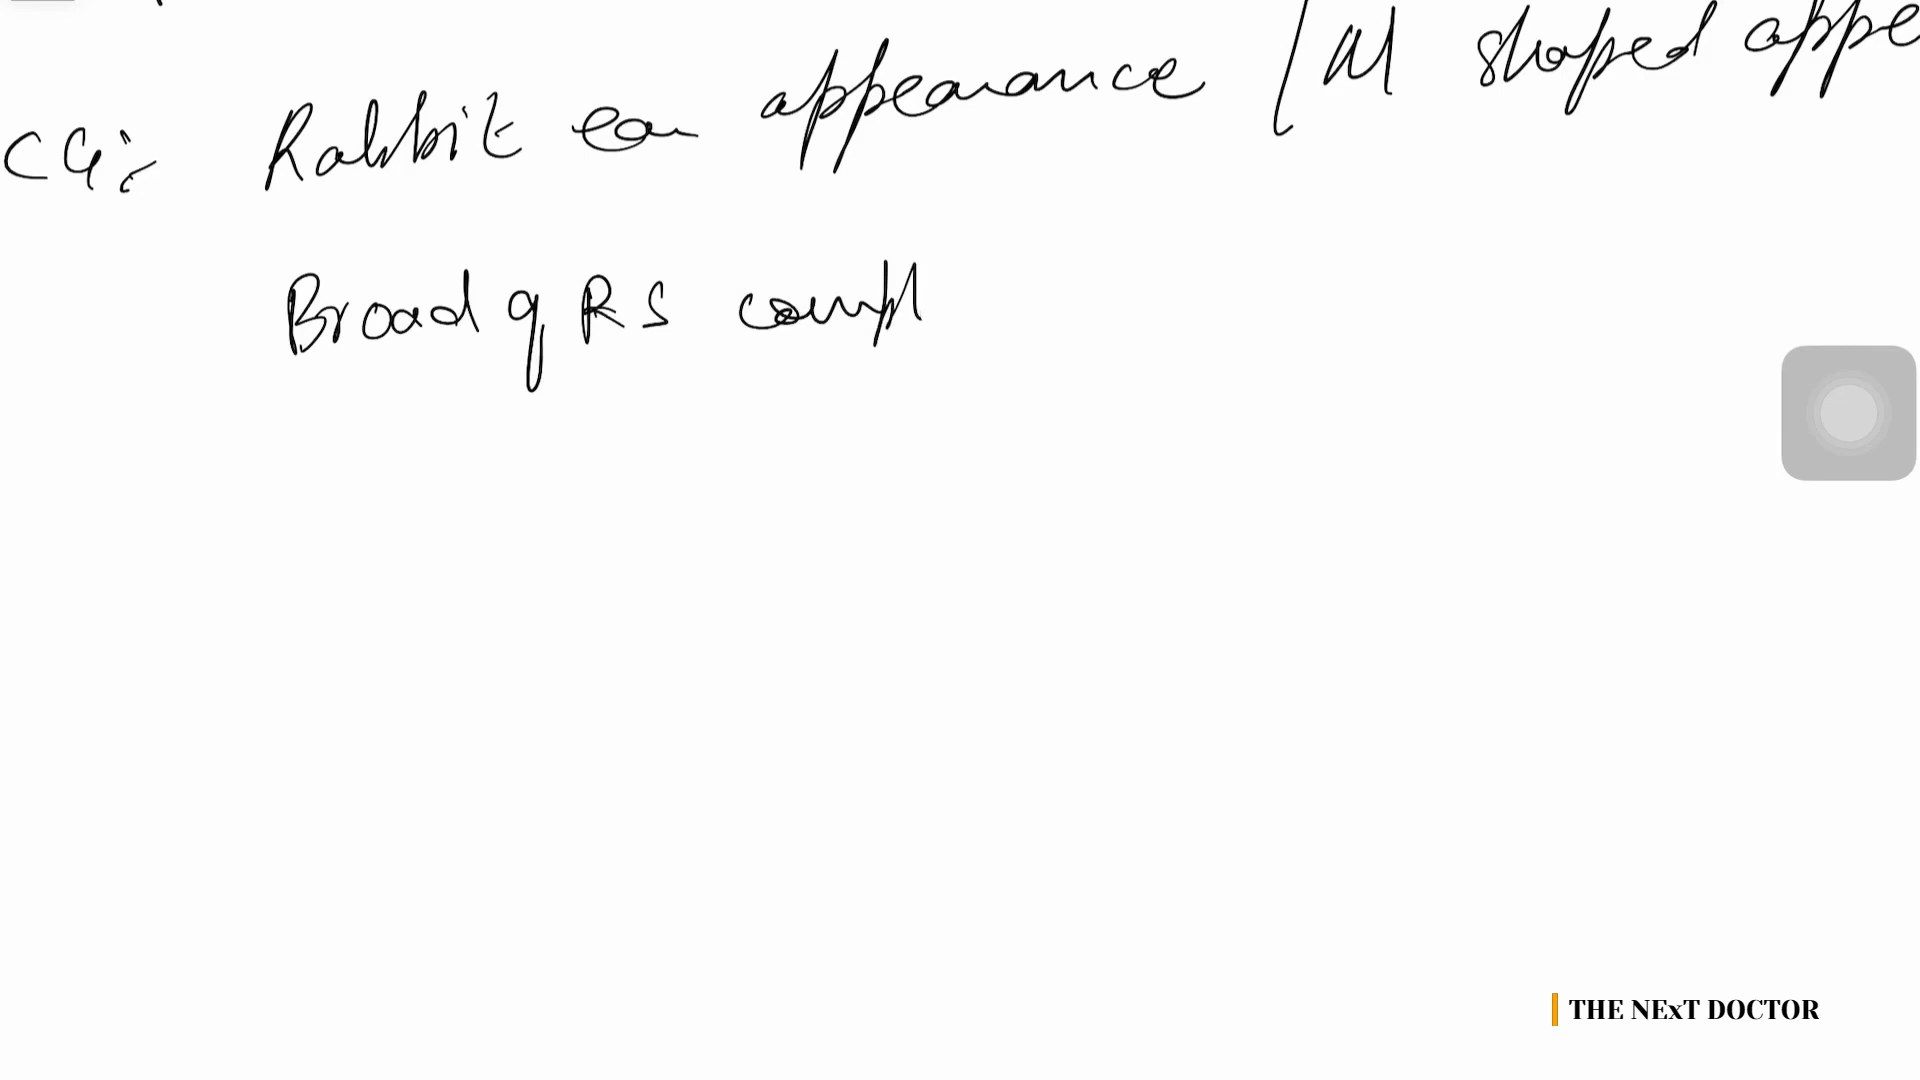 CG:- Rabbit ear appearance / M shaped appe
Broad qRS compl
THE NExT DOCTOR